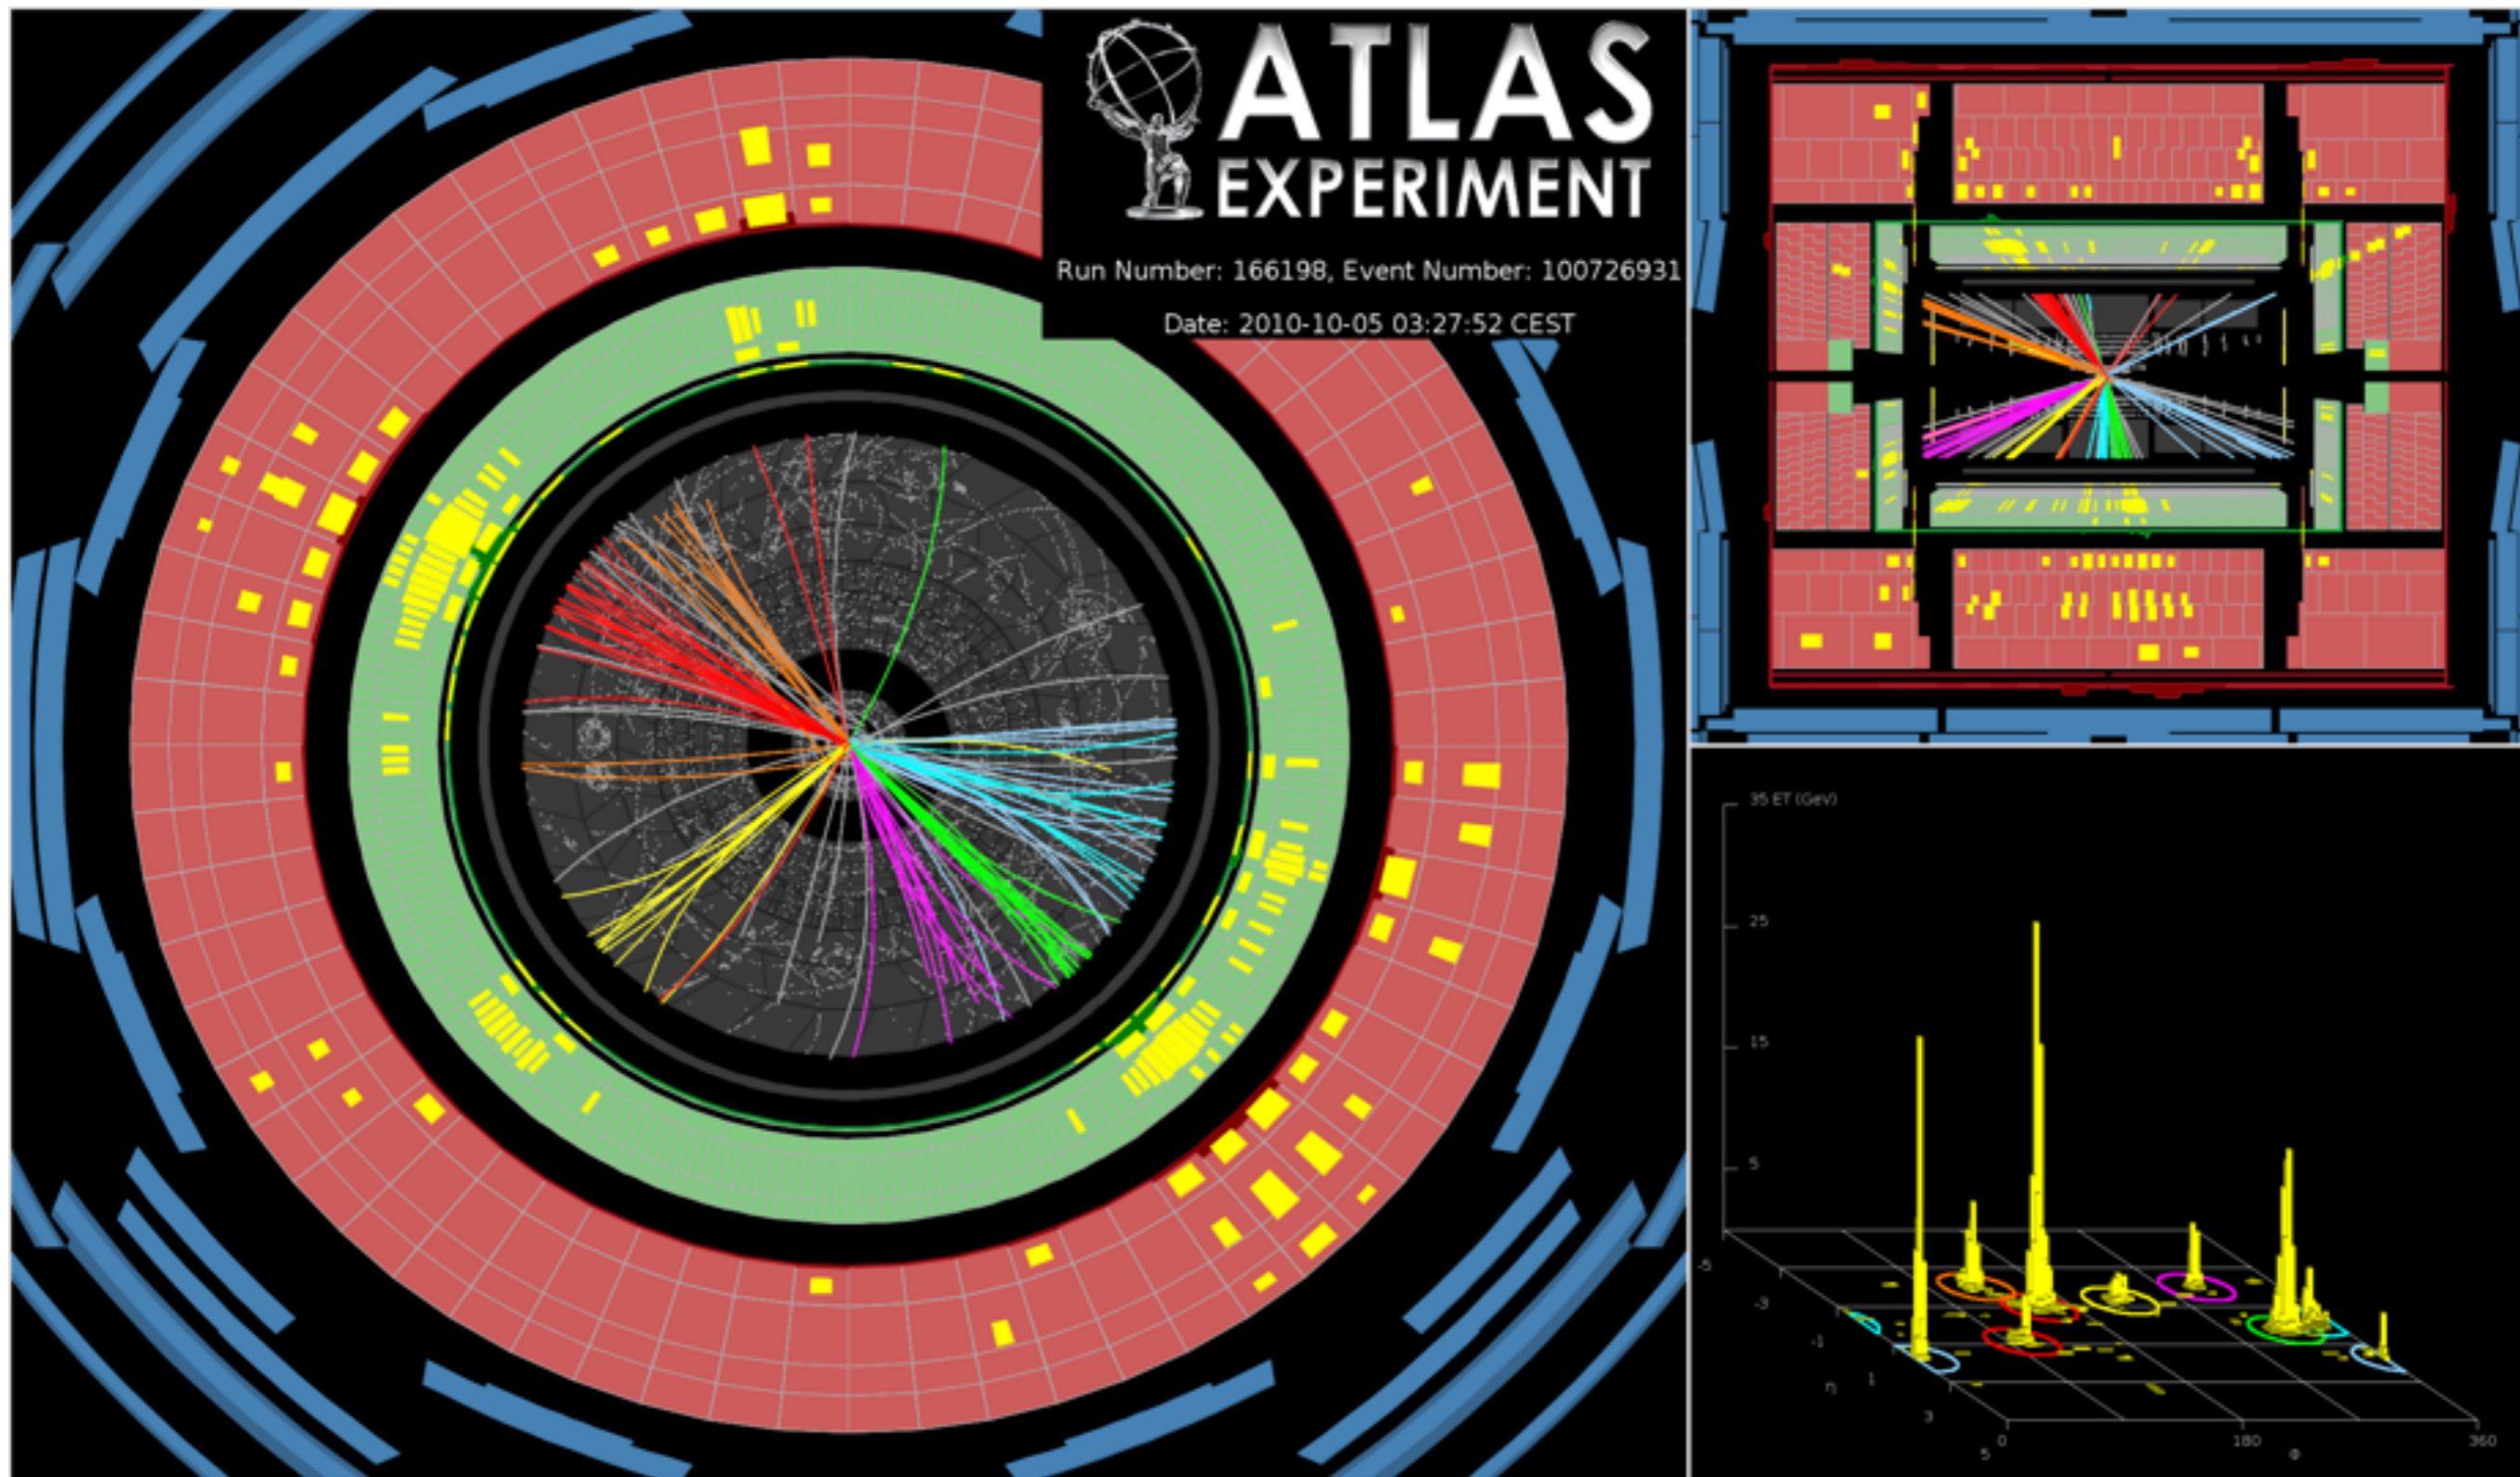 ATLAS
EXPERIMENT
Run Number: 166198, Event Number: 100726931
Date: 2010-10-05 03:27:52 CEST
35 ET (GeV)
25
15
5
-5
-3
-1
1
η
3
5
0
180
Φ
360